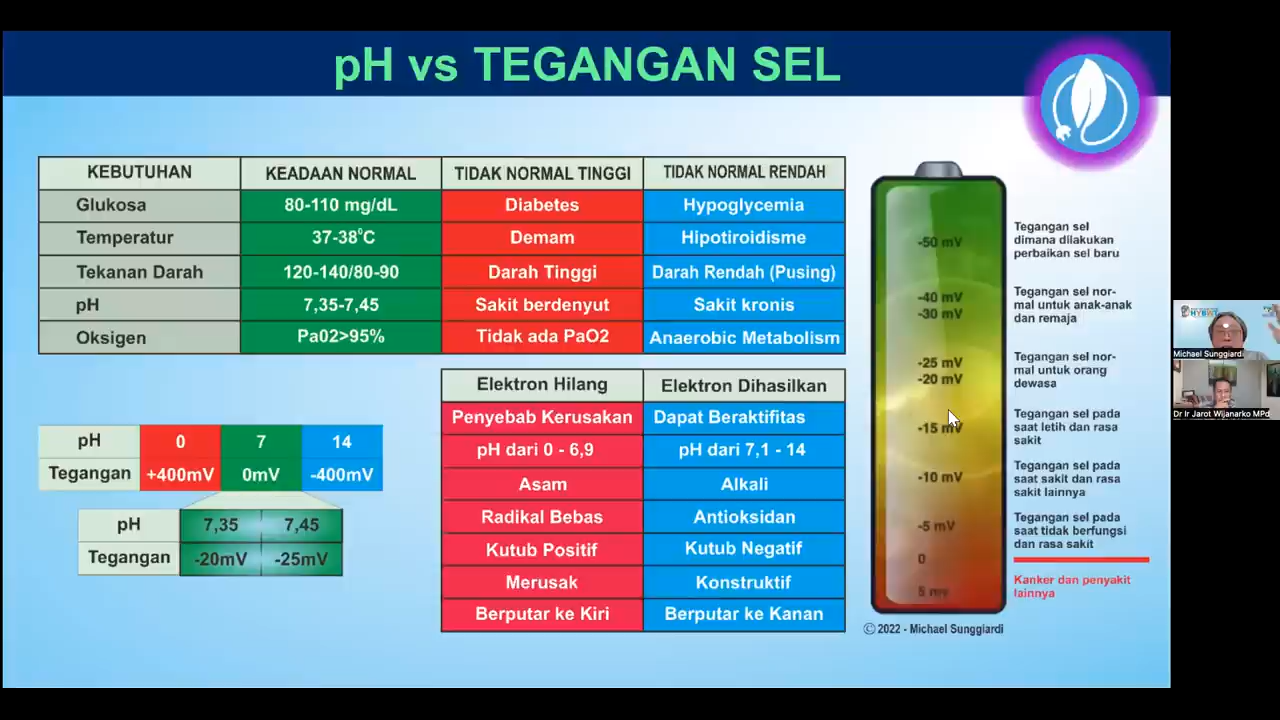 pH vs TEGANGAN SEL
KEBUTUHAN KEADAAN NORMAL TIDAK NORMAL TINGGI TIDAK NORMAL RENDAH
Glukosa 80-110 mg/dL Diabetes Hypoglycemia
Temperatur 37-38⁰C Demam Hipotiroidisme
Tekanan Darah 120-140/80-90 Darah Tinggi Darah Rendah (Pusing)
pH 7,35-7,45 Sakit berdenyut Sakit kronis
Oksigen Pa02>95% Tidak ada PaO2 Anaerobic Metabolism
Elektron Hilang Elektron Dihasilkan
Penyebab Kerusakan Dapat Beraktifitas
pH dari 0 - 6,9 pH dari 7,1 - 14
Asam Alkali
Radikal Bebas Antioksidan
Kutub Positif Kutub Negatif
Merusak Konstruktif
Berputar ke Kiri Berputar ke Kanan
pH 0 7 14
Tegangan +400mV 0mV -400mV
pH 7,35 7,45
Tegangan -20mV -25mV
-50 mV
-40 mV
-30 mV
-25 mV
-20 mV
-15 mV
-10 mV
-5 mV
0
5 mv
Tegangan sel
dimana dilakukan
perbaikan sel baru
Tegangan sel nor-
mal untuk anak-anak
dan remaja
Tegangan sel nor-
mal untuk orang
dewasa
Tegangan sel pada
saat letih dan rasa
sakit
Tegangan sel pada
saat sakit dan rasa
sakit lainnya
Tegangan sel pada
saat tidak berfungsi
dan rasa sakit
Kanker dan penyakit
lainnya
© 2022 - Michael Sunggiardi
Michael Sunggiardi
Dr Ir Jarot Wijanarko MPd